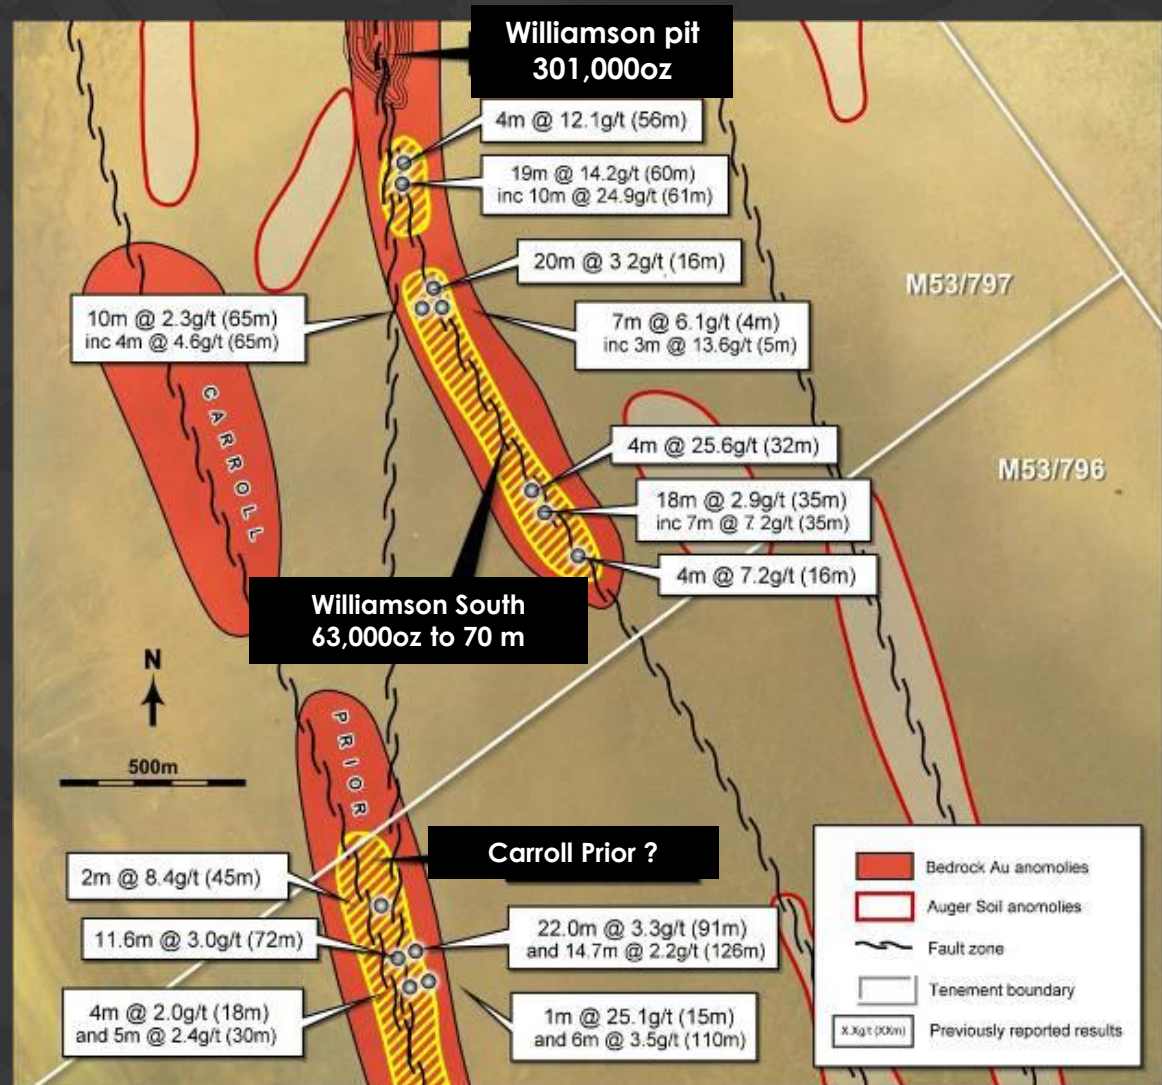 Williamson pit
301,000oz
4m @ 12.1g/t (56m)
19m @ 14.2g/t (60m)
inc 10m @ 24.9g/t (61m)
20m @ 3 2g/t (16m)
M53/797
10m @ 2.3g/t (65m)
inc 4m @ 4.6g/t (65m)
7m @ 6.1g/t (4m)
inc 3m @ 13.6g/t (5m)
CARROLL
4m @ 25.6g/t (32m)
M53/796
18m @ 2.9g/t (35m)
inc 7m @ 7.2g/t (35m)
4m @ 7.2g/t (16m)
Williamson South
63,000oz to 70 m
N
500m
PRIOR
Carroll Prior ?
2m @ 8.4g/t (45m)
11.6m @ 3.0g/t (72m)
22.0m @ 3.3g/t (91m)
and 14.7m @ 2.2g/t (126m)
4m @ 2.0g/t (18m)
and 5m @ 2.4g/t (30m)
1m @ 25.1g/t (15m)
and 6m @ 3.5g/t (110m)
Bedrock Au anomolies
Auger Soil anomolies
Fault zone
Tenement boundary
X.Xg/t (XXm)
Previously reported results